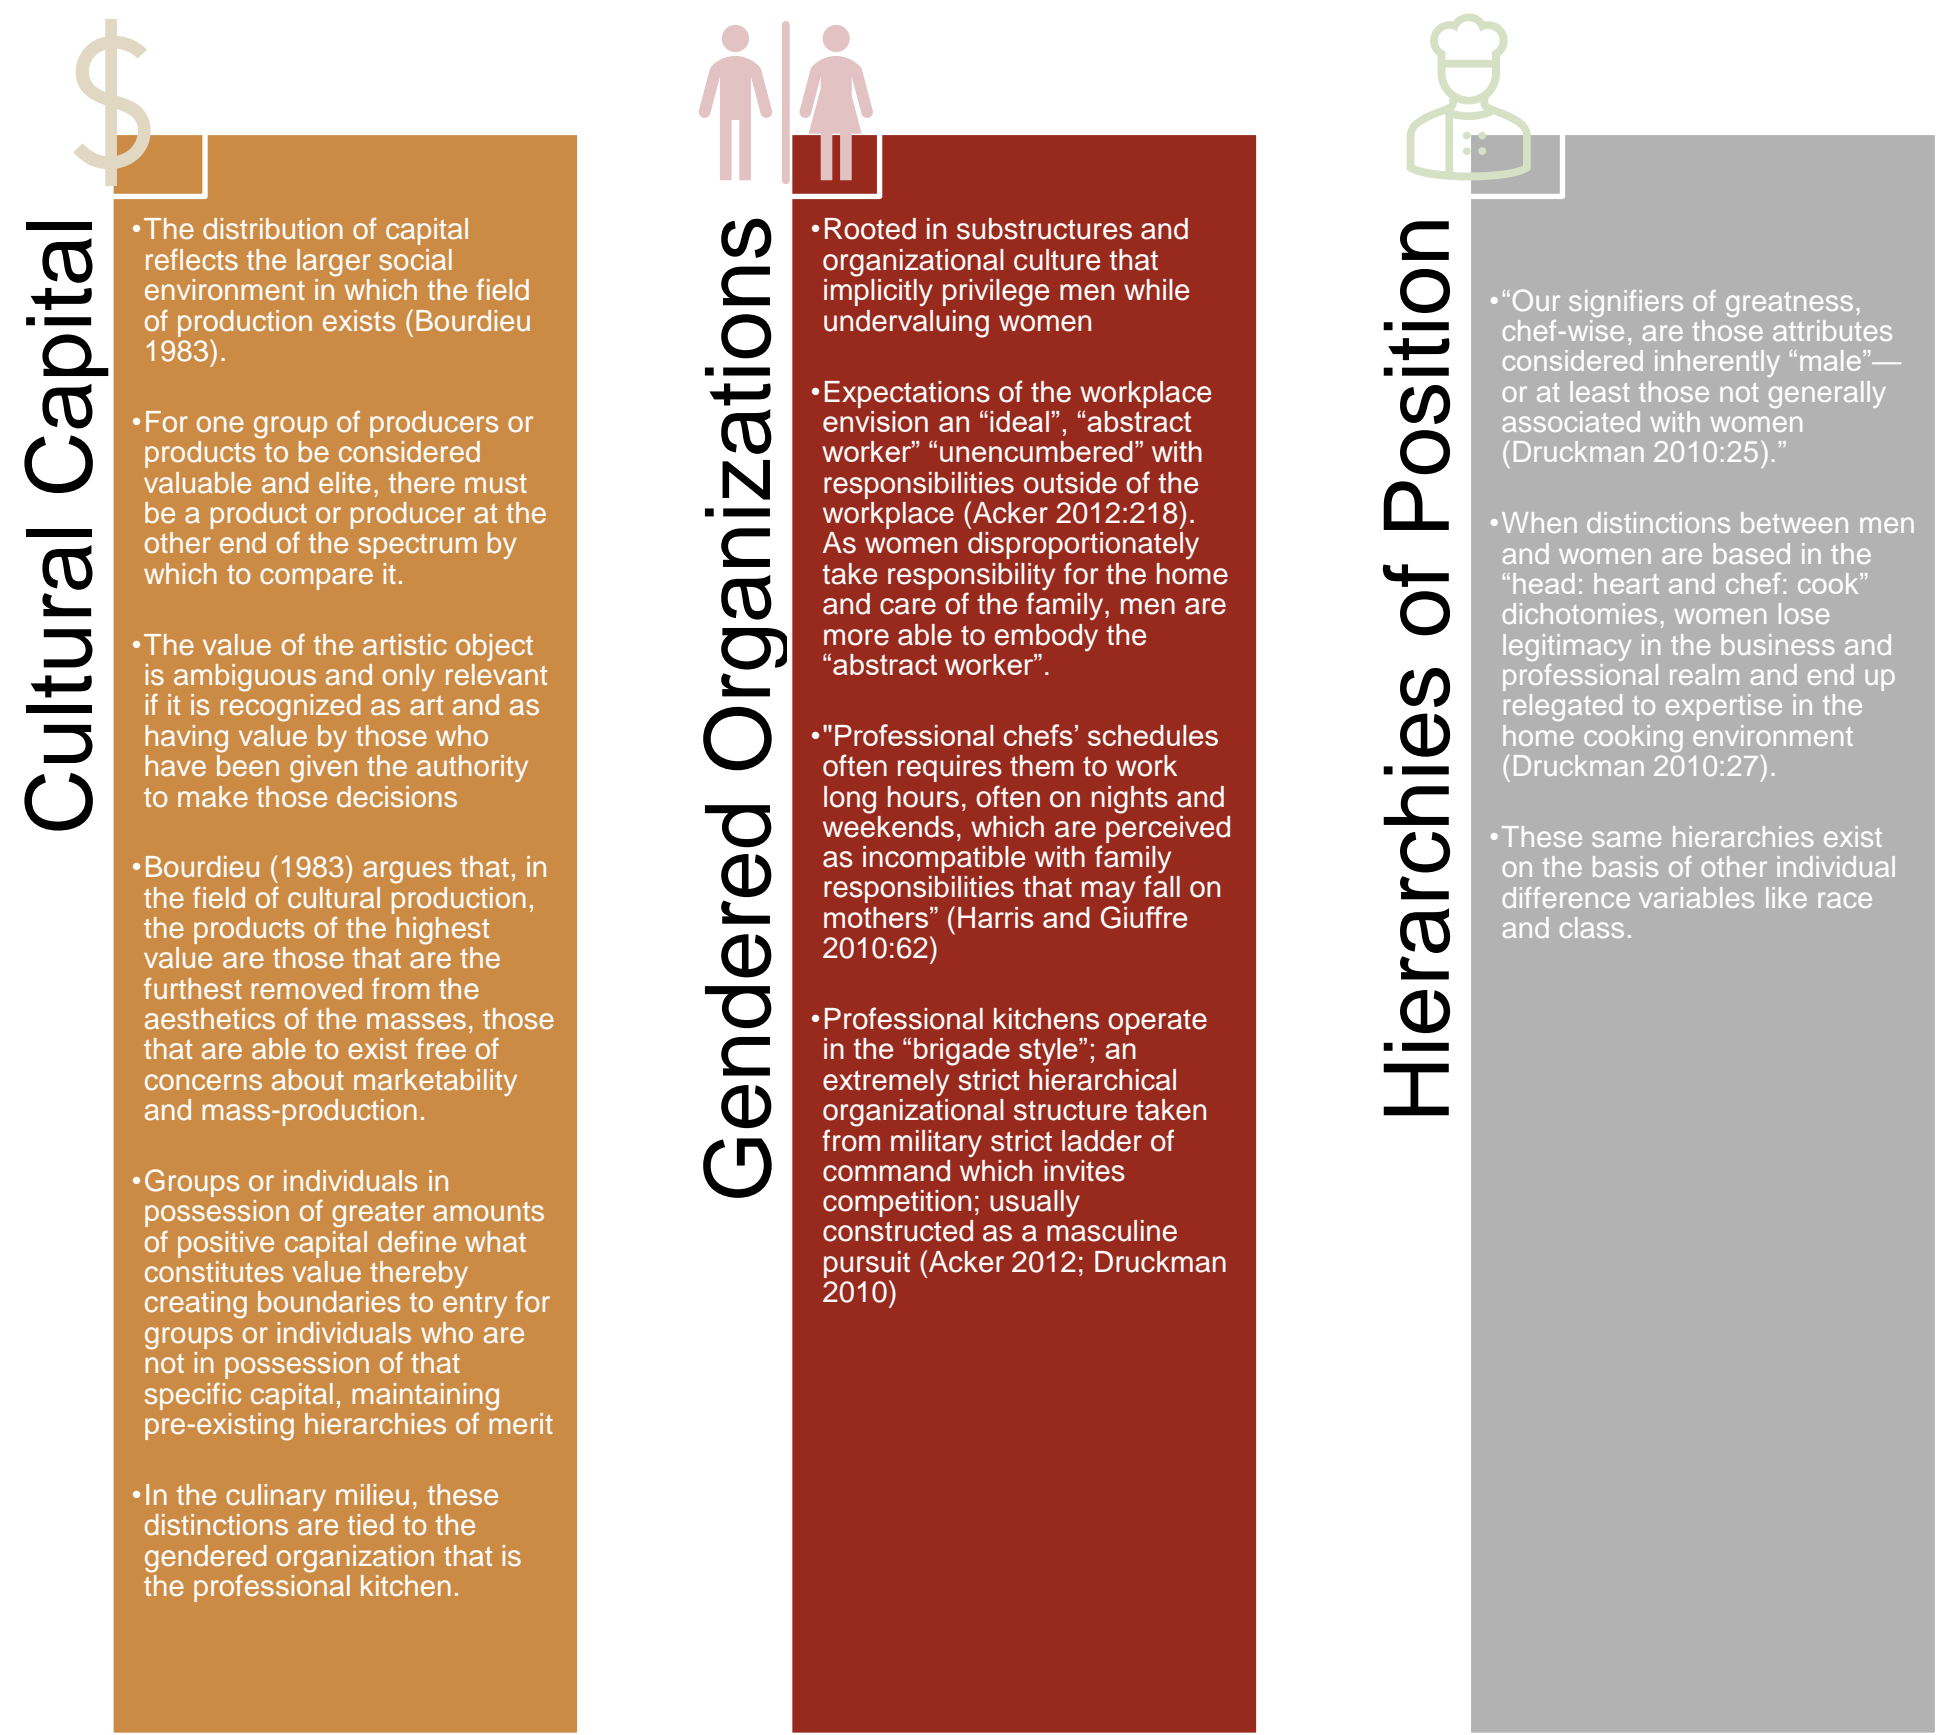 Cultural Capital
•The distribution of capital
reflects the larger social
environment in which the field
of production exists (Bourdieu
1983).
•For one group of producers or
products to be considered
valuable and elite, there must
be a product or producer at the
other end of the spectrum by
which to compare it.
•The value of the artistic object
is ambiguous and only relevant
if it is recognized as art and as
having value by those who
have been given the authority
to make those decisions
•Bourdieu (1983) argues that, in
the field of cultural production,
the products of the highest
value are those that are the
furthest removed from the
aesthetics of the masses, those
that are able to exist free of
concerns about marketability
and mass-production.
•Groups or individuals in
possession of greater amounts
of positive capital define what
constitutes value thereby
creating boundaries to entry for
groups or individuals who are
not in possession of that
specific capital, maintaining
pre-existing hierarchies of merit
•In the culinary milieu, these
distinctions are tied to the
gendered organization that is
the professional kitchen.
Gendered Organizations
•Rooted in substructures and
organizational culture that
implicitly privilege men while
undervaluing women
•Expectations of the workplace
envision an “ideal”, “abstract
worker” “unencumbered” with
responsibilities outside of the
workplace (Acker 2012:218).
As women disproportionately
take responsibility for the home
and care of the family, men are
more able to embody the
“abstract worker”.
•"Professional chefs’ schedules
often requires them to work
long hours, often on nights and
weekends, which are perceived
as incompatible with family
responsibilities that may fall on
mothers” (Harris and Giuffre
2010:62)
•Professional kitchens operate
in the “brigade style”; an
extremely strict hierarchical
organizational structure taken
from military strict ladder of
command which invites
competition; usually
constructed as a masculine
pursuit (Acker 2012; Druckman
2010)
Hierarchies of Position
•“Our signifiers of greatness,
chef-wise, are those attributes
considered inherently “male”—
or at least those not generally
associated with women
(Druckman 2010:25).”
•When distinctions between men
and women are based in the
“head: heart and chef: cook”
dichotomies, women lose
legitimacy in the business and
professional realm and end up
relegated to expertise in the
home cooking environment
(Druckman 2010:27).
•These same hierarchies exist
on the basis of other individual
difference variables like race
and class.